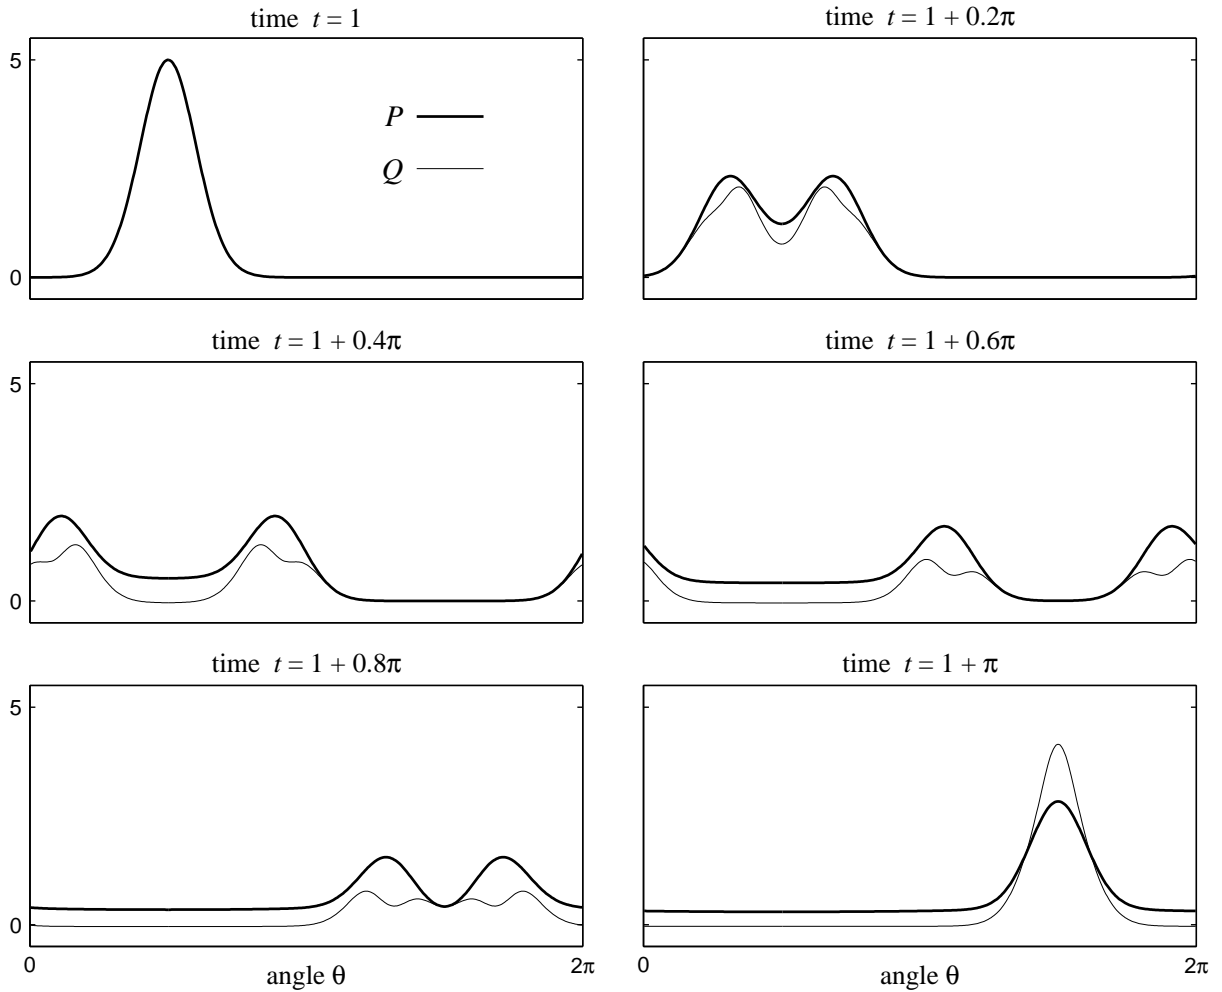 time t = 1
time t = 1 + 0.2π
5
P
Q
0
time t = 1 + 0.4π
time t = 1 + 0.6π
5
0
time t = 1 + 0.8π
time t = 1 + π
5
0
0
angle θ
2π
0
angle θ
2π